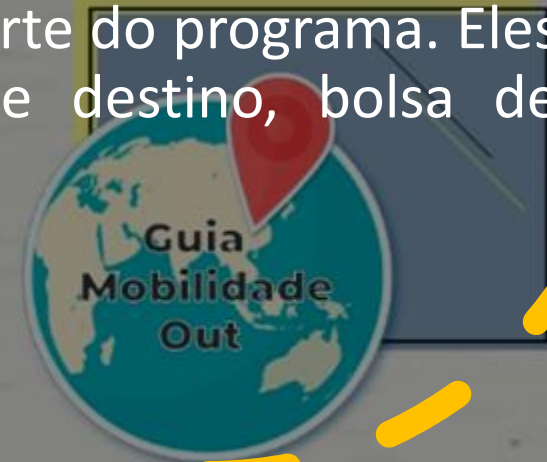 rte do programa. Eles
e destino, bolsa de
Guia
Mobilidade
Out